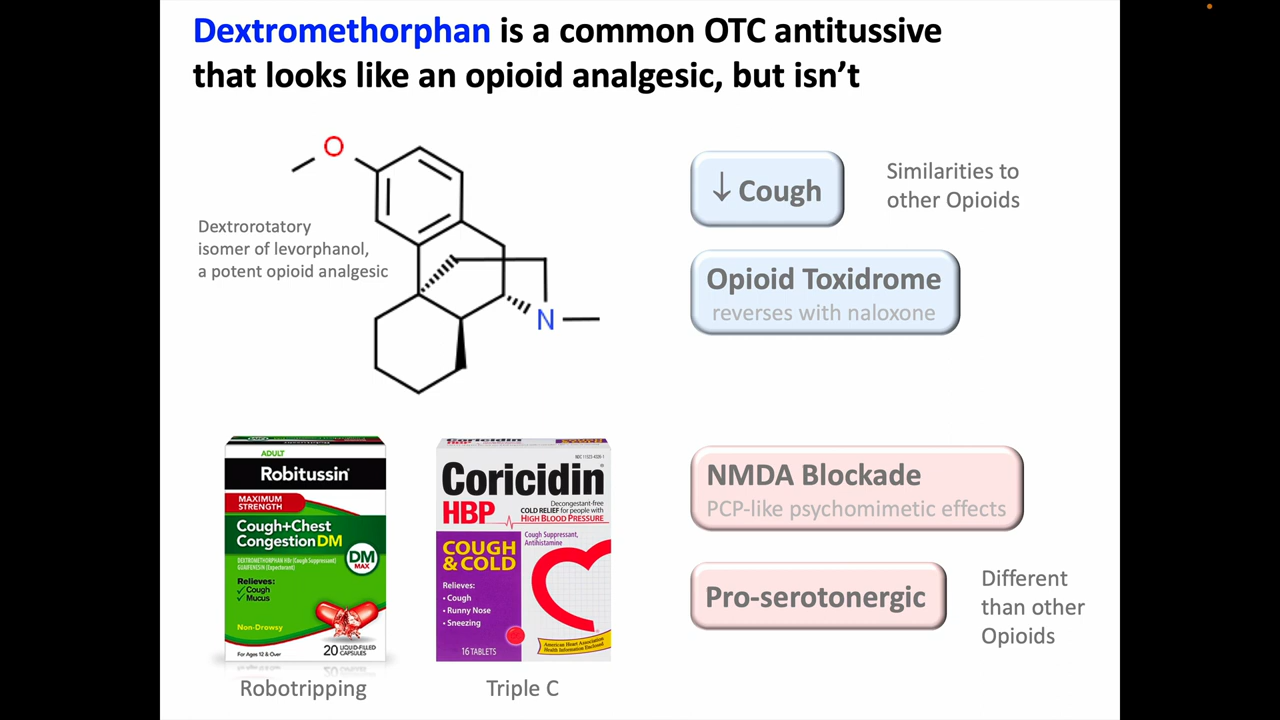 Dextromethorphan is a common OTC antitussive
that looks like an opioid analgesic, but isn’t
O
N
Dextrorotatory
isomer of levorphanol,
a potent opioid analgesic
↓ Cough
Similarities to
other Opioids
Opioid Toxidrome
reverses with naloxone
NMDA Blockade
PCP-like psychomimetic effects
Pro-serotonergic
Different
than other
Opioids
ADULT
Robitussin
MAXIMUM
STRENGTH
Cough+Chest
Congestion DM
DEXTROMETHORPHAN HBr (Cough Suppressant)
GUAIFENESIN (Expectorant)
DM
MAX
Relieves:
✓ Cough
✓ Mucus
Non-Drowsy
For Ages 12 & Over
20 LIQUID-FILLED
CAPSULES
Robotripping
Coricidin
HBP
Decongestant-free
COLD RELIEF for people with
HIGH BLOOD PRESSURE
COUGH
& COLD
Cough Suppressant,
Antihistamine
Relieves:
• Cough
• Runny Nose
• Sneezing
16 TABLETS
American Heart Association
Health Information Enclosed
Triple C